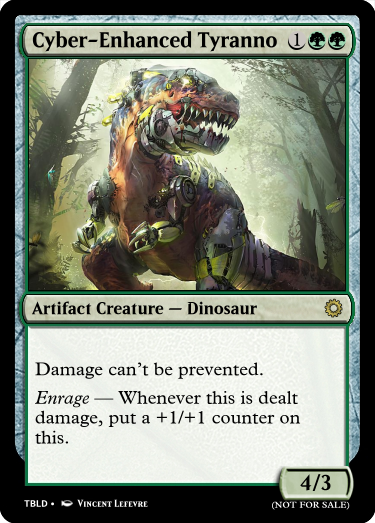 Cyber-Enhanced Tyranno 1
Artifact Creature — Dinosaur
Damage can't be prevented.
Enrage — Whenever this is dealt
damage, put a +1/+1 counter on
this.
4/3
TBLD • Vincent Lefevre
(NOT FOR SALE)